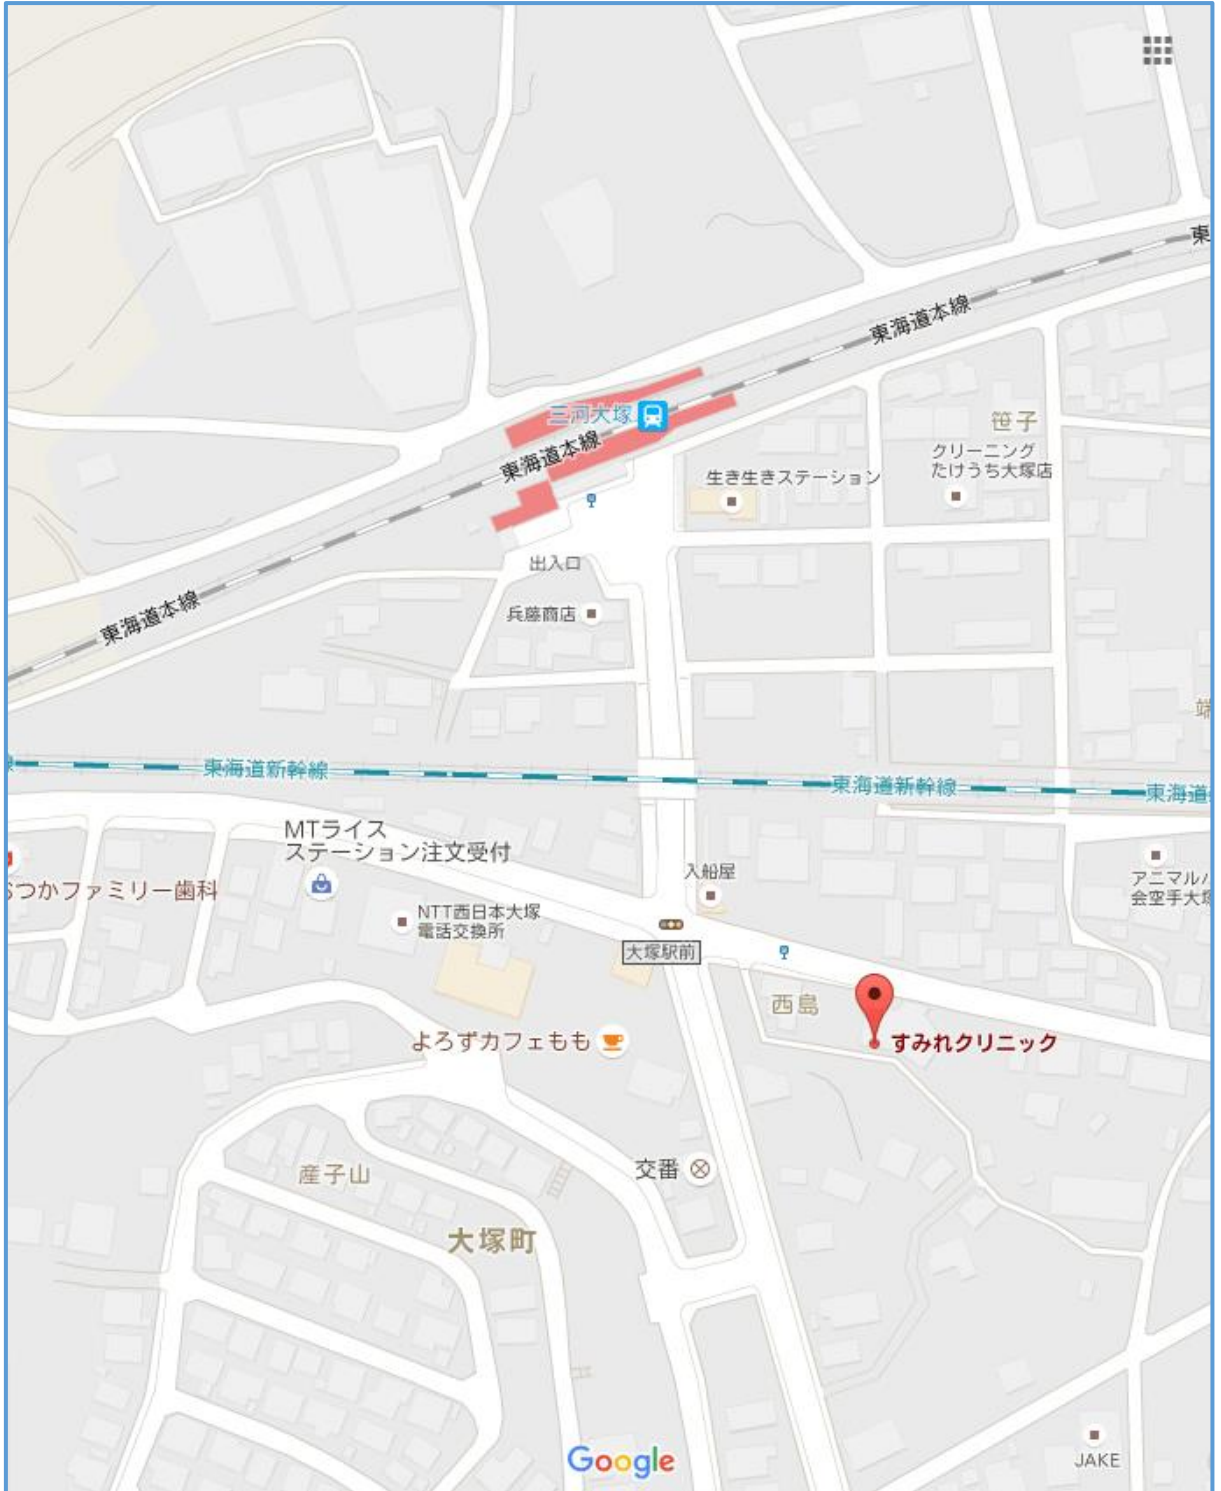 東
東海道本線
三河大塚
東海道本線
笹子
クリーニング
たけうち大塚店
生き生きステーション
出入口
東海道本線
兵藤商店
端
東海道新幹線
東海道新幹線
東海道
MTライス
ステーション注文受付
つかファミリー歯科
入船屋
アニマル
会空手大塚
NTT西日本大塚
電話交換所
大塚駅前
西島
よろずカフェもも
すみれクリニック
交番
産子山
大塚町
JAKE
Google